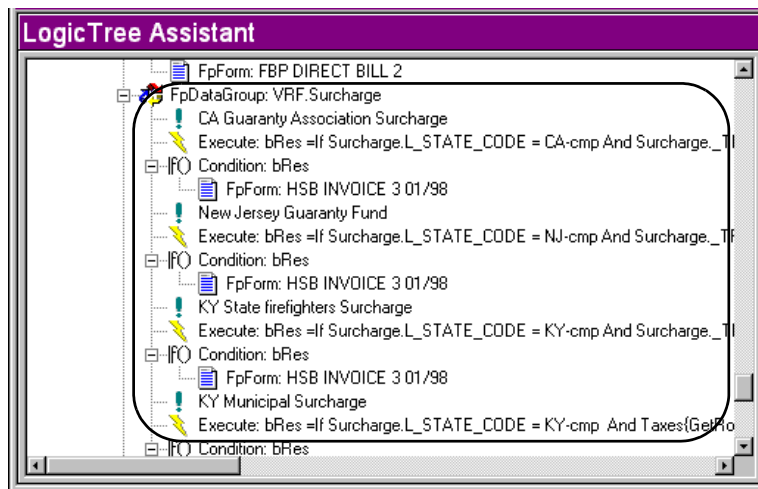 LogicTree Assistant
FpForm: FBP DIRECT BILL 2
FpDataGroup: VRF.Surcharge
CA Guaranty Association Surcharge
Execute: bRes =If Surcharge.L_STATE_CODE = CA-cmp And Surcharge._
If() Condition: bRes
FpForm: HSB INVOICE 3 01/98
New Jersey Guaranty Fund
Execute: bRes =If Surcharge.L_STATE_CODE = NJ-cmp And Surcharge._
If() Condition: bRes
FpForm: HSB INVOICE 3 01/98
KY State firefighters Surcharge
Execute: bRes =If Surcharge.L_STATE_CODE = KY-cmp And Surcharge._
If() Condition: bRes
FpForm: HSB INVOICE 3 01/98
KY Municipal Surcharge
Execute: bRes =If Surcharge.L_STATE_CODE = KY-cmp And Taxes{GetRo
If() Condition: bRes